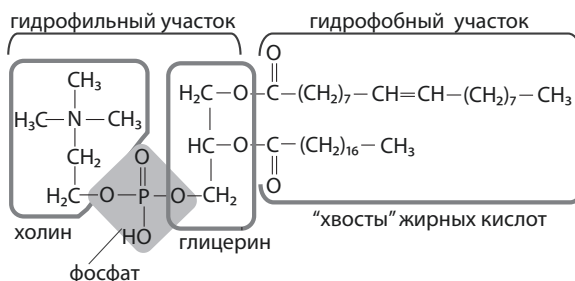 гидрофильный участок гидрофобный участок
O
CH₃ H₂C—O—C—(CH₂)₇—CH=CH—(CH₂)₇—CH₃
H₃C—N—CH₃
CH₂ O HC—O—C—(CH₂)₁₆—CH₃
H₂C—O—P—O—CH₂ O
холин HO глицерин “хвосты” жирных кислот
фосфат